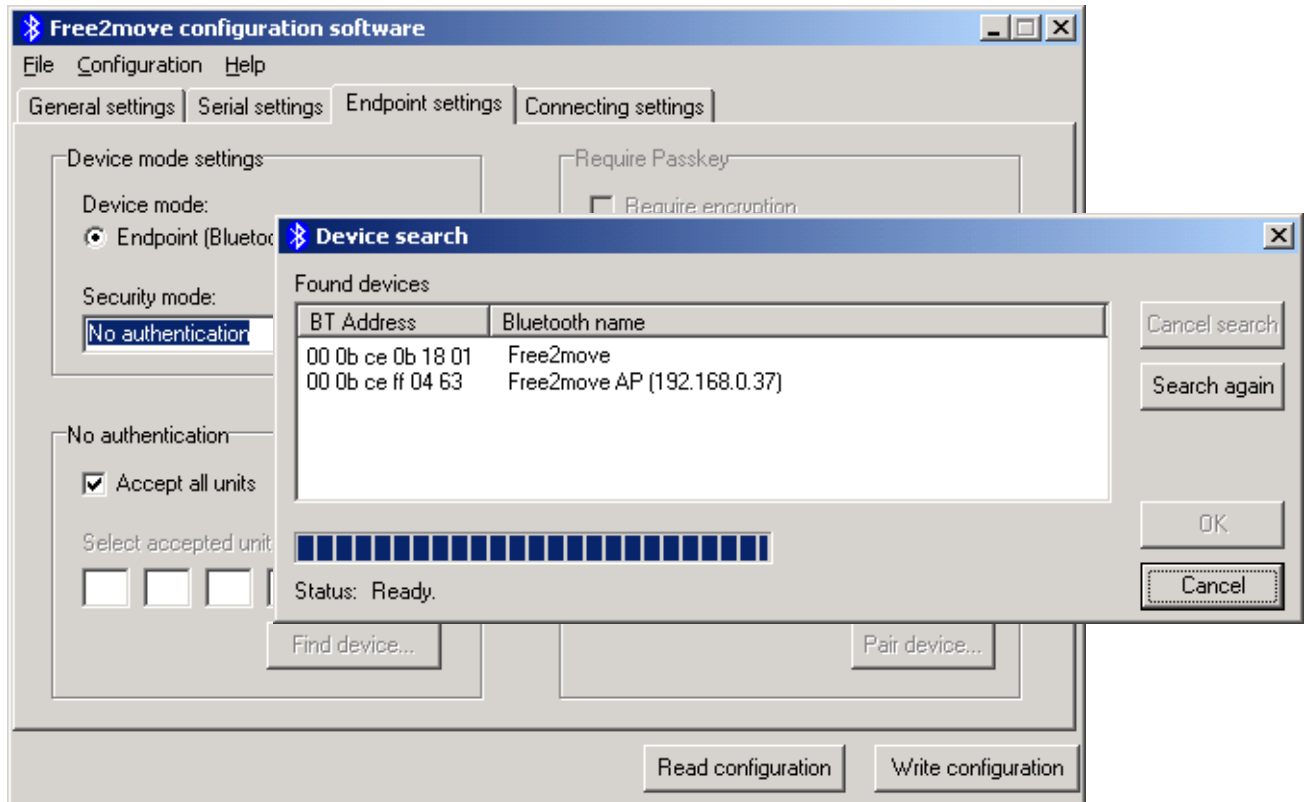 Free2move configuration software
File Configuration Help
General settings Serial settings Endpoint settings Connecting settings
Device mode settings
Device mode:
Endpoint (Bluetoo
Security mode:
No authentication
Require Passkey
Require encryption
No authentication
Accept all units
Select accepted unit
Find device...
Pair device...
Device search
Found devices
BT Address Bluetooth name
00 0b ce 0b 18 01 Free2move
00 0b ce ff 04 63 Free2move AP (192.168.0.37)
Cancel search
Search again
Status: Ready.
OK
Cancel
Read configuration Write configuration